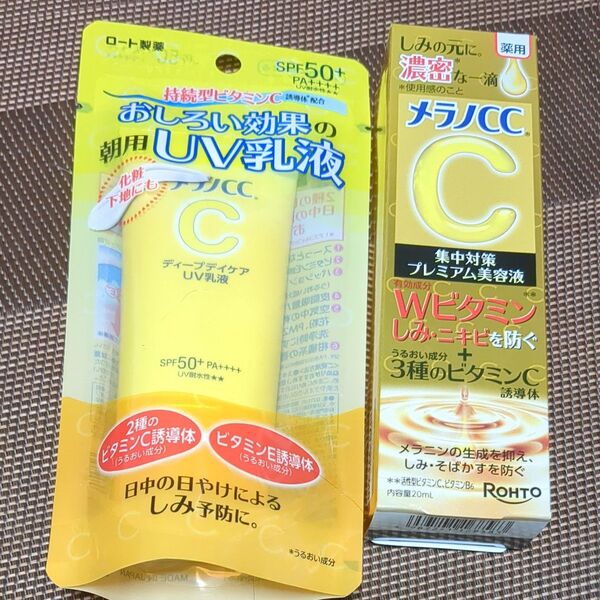 ロート製薬
SPF50+
PA++++
UV耐水性★★
持続型ビタミンC誘導体*配合
おしろい効果の
朝用UV乳液
化粧
下地にも
メラノCC
C
ディープデイケア
UV乳液
SPF50+ PA++++
UV耐水性★★
2種の
ビタミンC誘導体
(うるおい成分)
ビタミンE誘導体
(うるおい成分)
日中の日やけによる
しみ予防に。
*うるおい成分
薬用
しみの元に。
濃密*な一滴
*使用感のこと
メラノCC
C
集中対策
プレミアム美容液
有効成分
Wビタミン**
しみ・ニキビを防ぐ
+
うるおい成分
3種のビタミンC
誘導体
メラニンの生成を抑え、
しみ・そばかすを防ぐ
**活性型ビタミンC、ビタミンB6
内容量20mL
ROHTO